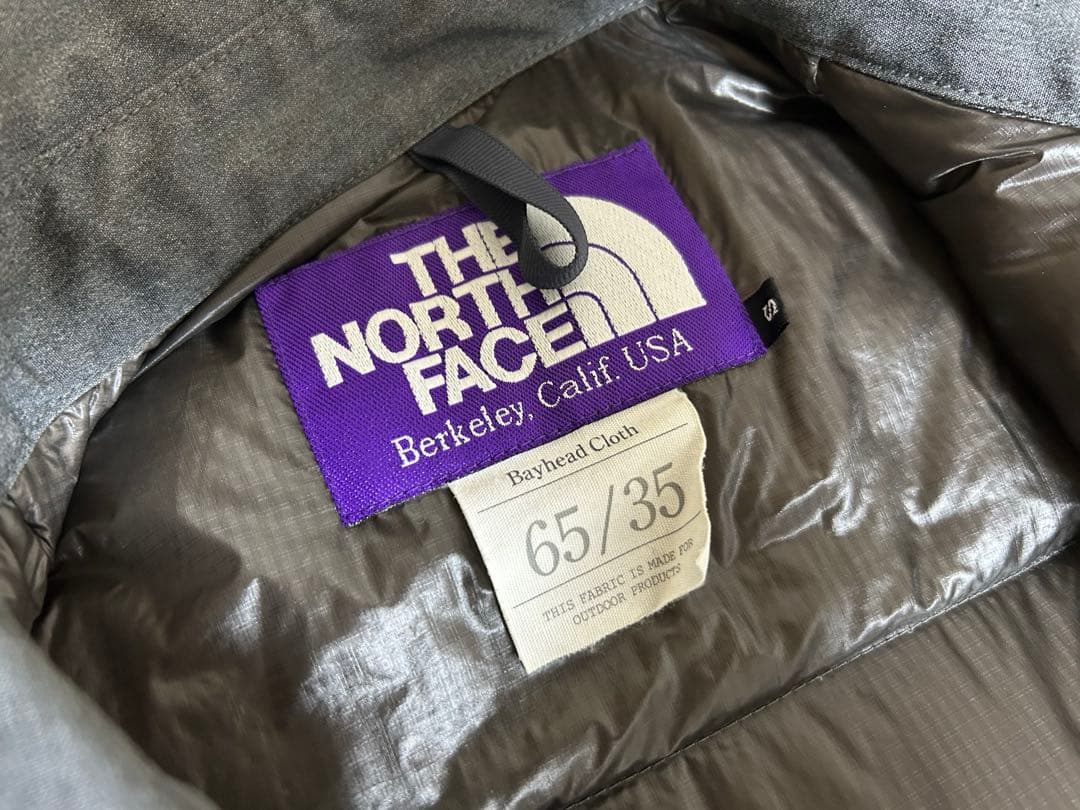 THE
NORTH
FACE
Berkeley, Calif. USA
S
Bayhead Cloth
65/35
THIS FABRIC IS MADE FOR
OUTDOOR PRODUCTS